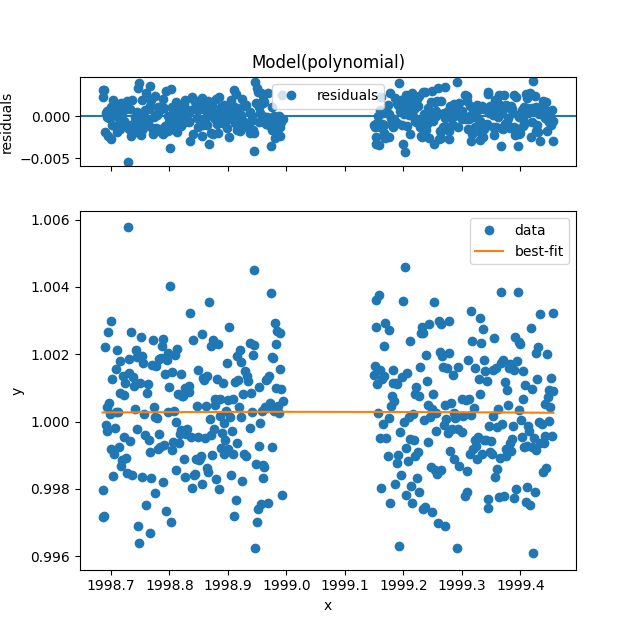 Model(polynomial)
residuals
0.000
−0.005
residuals
1.006
1.004
1.002
1.000
0.998
0.996
y
data
best-fit
1998.7 1998.8 1998.9 1999.0 1999.1 1999.2 1999.3 1999.4
x